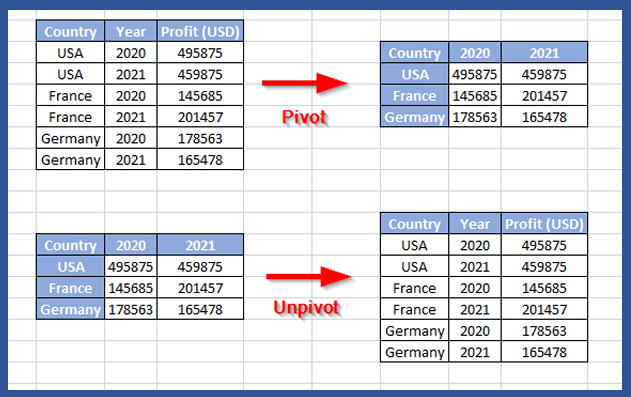 Country Year Profit (USD)
USA 2020 495875
USA 2021 459875
France 2020 145685
France 2021 201457
Germany 2020 178563
Germany 2021 165478
Pivot
Country 2020 2021
USA 495875 459875
France 145685 201457
Germany 178563 165478
Country 2020 2021
USA 495875 459875
France 145685 201457
Germany 178563 165478
Unpivot
Country Year Profit (USD)
USA 2020 495875
USA 2021 459875
France 2020 145685
France 2021 201457
Germany 2020 178563
Germany 2021 165478